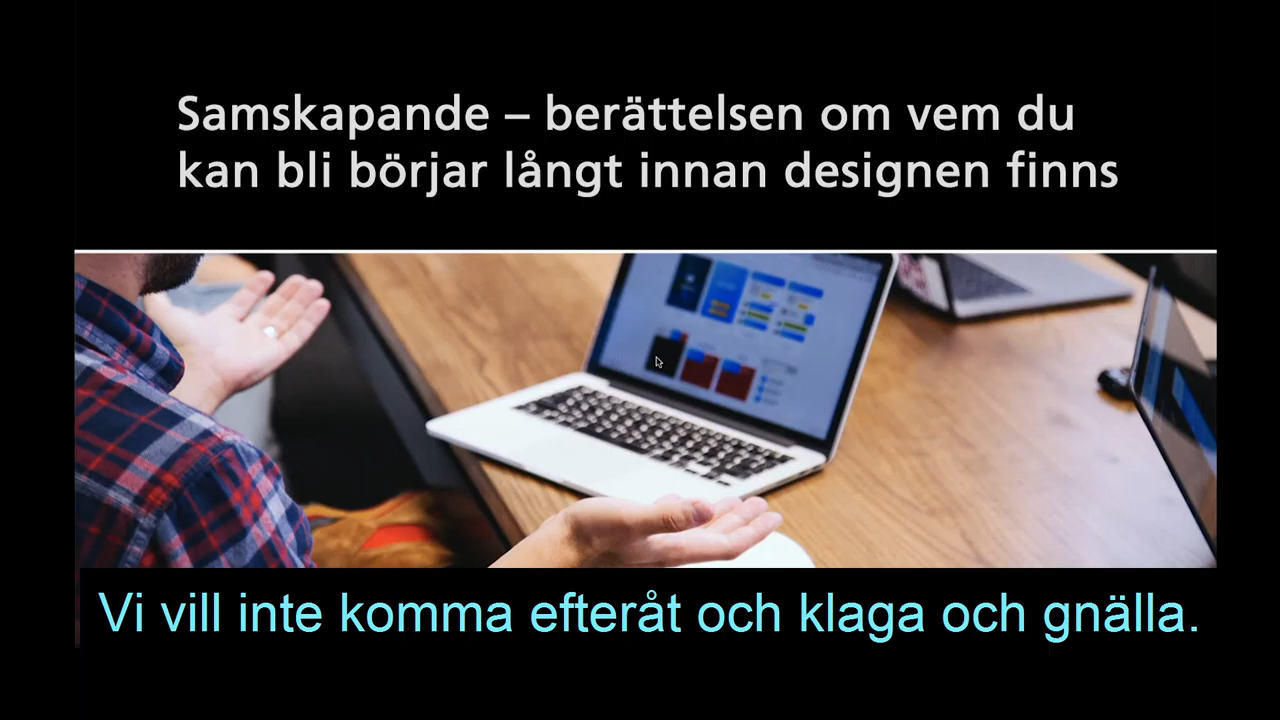 Samskapande – berättelsen om vem du
kan bli börjar långt innan designen finns
Vi vill inte komma efteråt och klaga och gnälla.